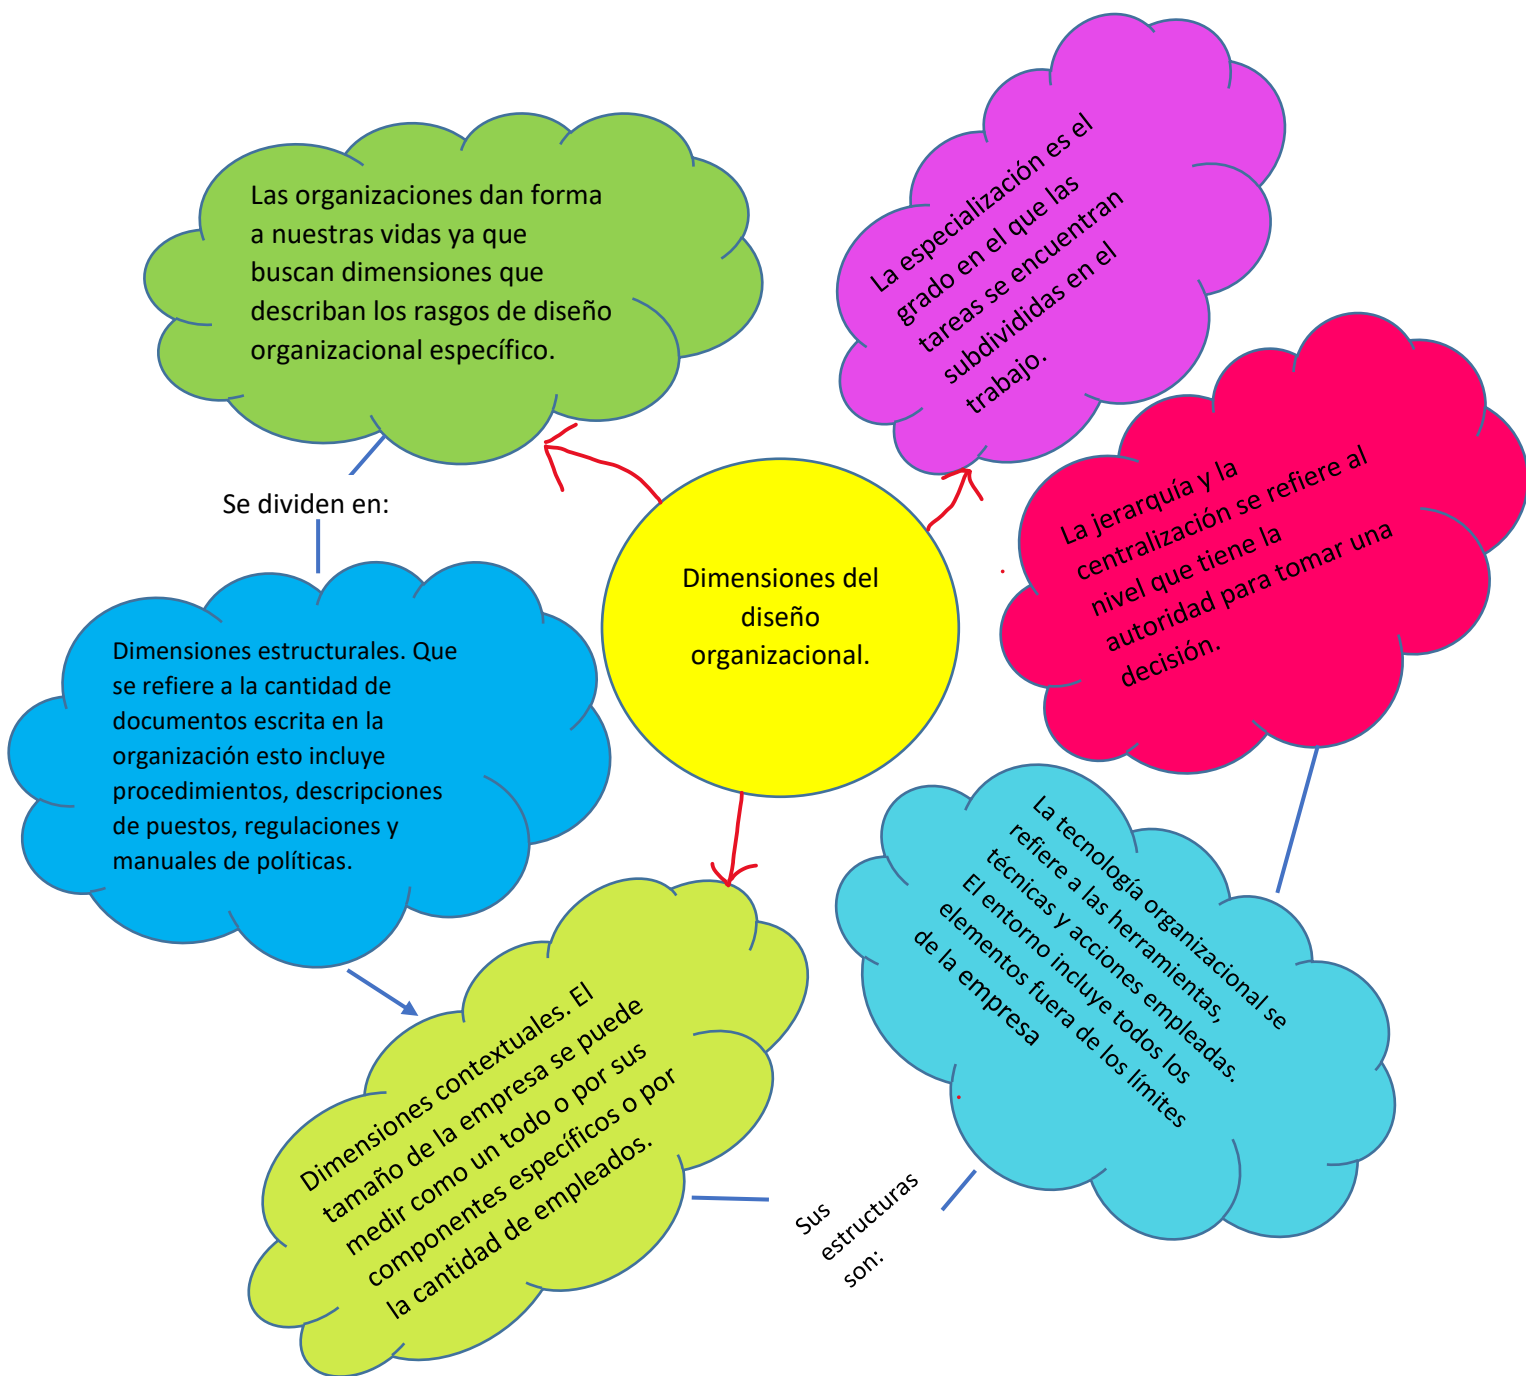 Las organizaciones dan forma
a nuestras vidas ya que
buscan dimensiones que
describan los rasgos de diseño
organizacional específico.
La especialización es el
grado en el que las
tareas se encuentran
subdivididas en el
trabajo.
La jerarquía y la
centralización se refiere al
nivel que tiene la
autoridad para tomar una
decisión.
Se dividen en:
Dimensiones del
diseño
organizacional.
Dimensiones estructurales. Que
se refiere a la cantidad de
documentos escrita en la
organización esto incluye
procedimientos, descripciones
de puestos, regulaciones y
manuales de políticas.
La tecnología organizacional se
refiere a las herramientas,
técnicas y acciones empleadas.
El entorno incluye todos los
elementos fuera de los límites
de la empresa
Dimensiones contextuales. El
tamaño de la empresa se puede
medir como un todo o por sus
componentes específicos o por
la cantidad de empleados.
Sus
estructuras
son: